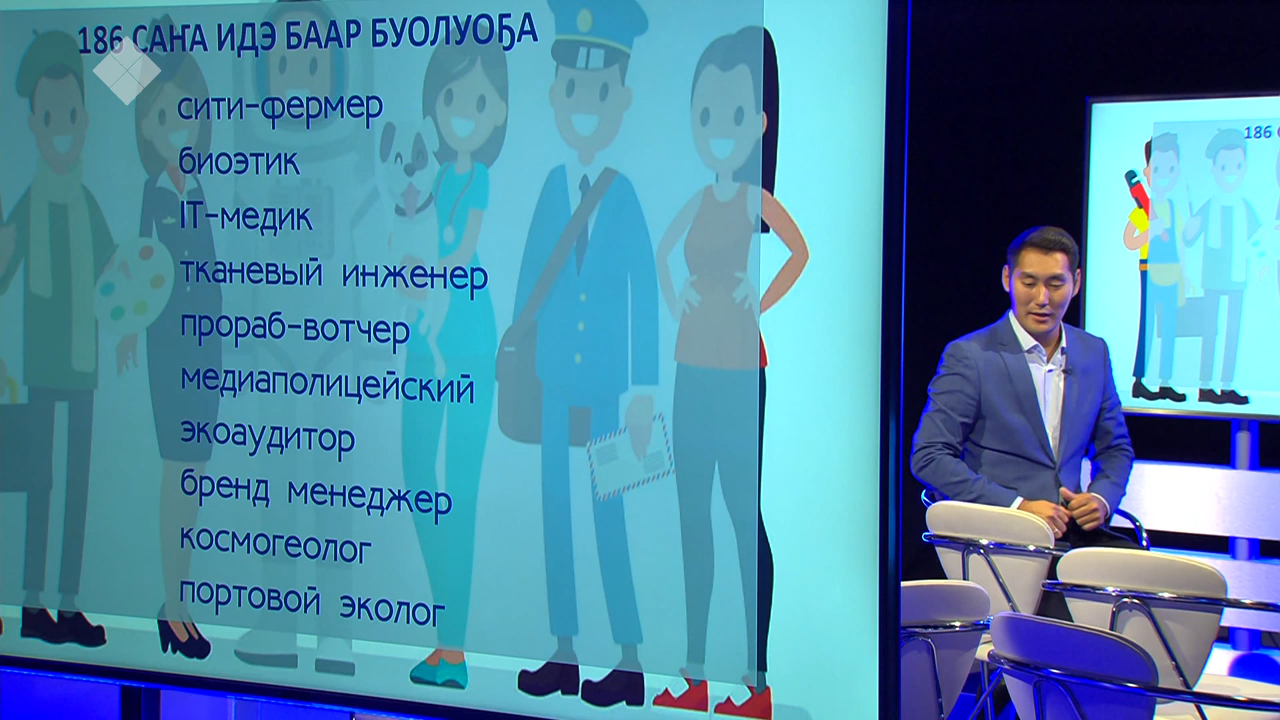 186 САҤА ИДЭ БААР БУОЛУОҔА
сити-фермер
биоэтик
IT-медик
тканевый инженер
прораб-вотчер
медиаполицейский
экоаудитор
бренд менеджер
космогеолог
портовой эколог
186